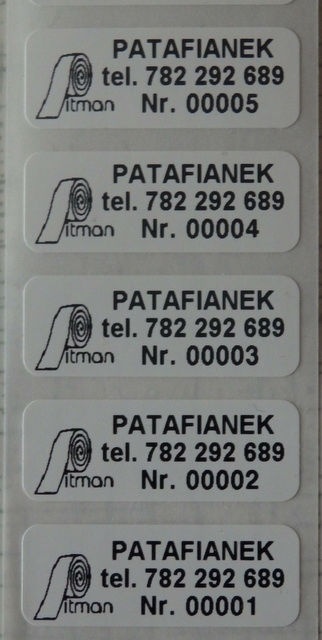 PATAFIANEK
tel. 782 292 689
Nr. 00005
Pitman
PATAFIANEK
tel. 782 292 689
Nr. 00004
Pitman
PATAFIANEK
tel. 782 292 689
Nr. 00003
Pitman
PATAFIANEK
tel. 782 292 689
Nr. 00002
Pitman
PATAFIANEK
tel. 782 292 689
Nr. 00001
Pitman